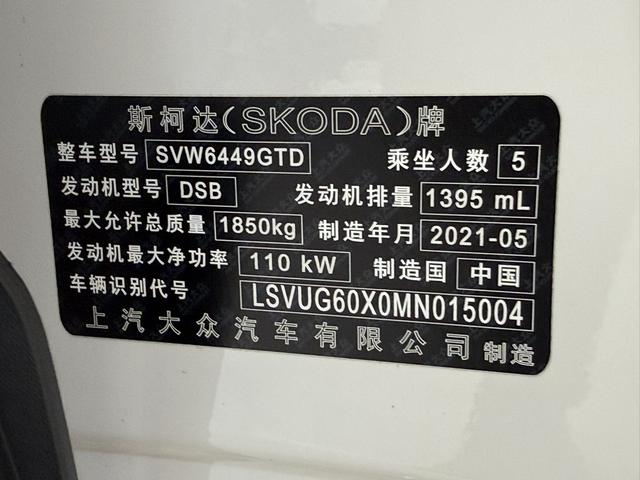 斯柯达(SKODA)牌
整车型号 SVW6449GTD 乘坐人数 5
发动机型号 DSB 发动机排量 1395 mL
最大允许总质量 1850kg 制造年月 2021-05
发动机最大净功率 110 kW 制造国 中国
车辆识别代号 LSVUG60X0MN015004
上汽大众汽车有限公司 制造